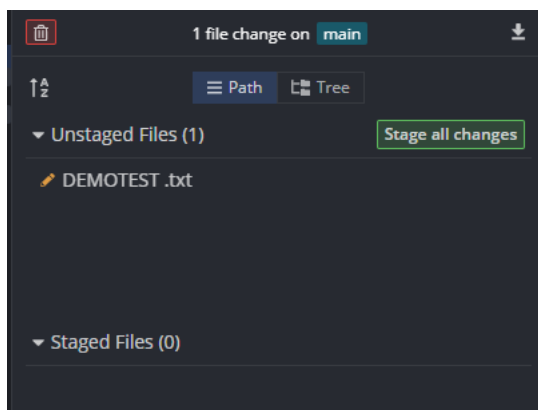 1 file change on main
Path Tree
Unstaged Files (1) Stage all changes
DEMOTEST .txt
Staged Files (0)